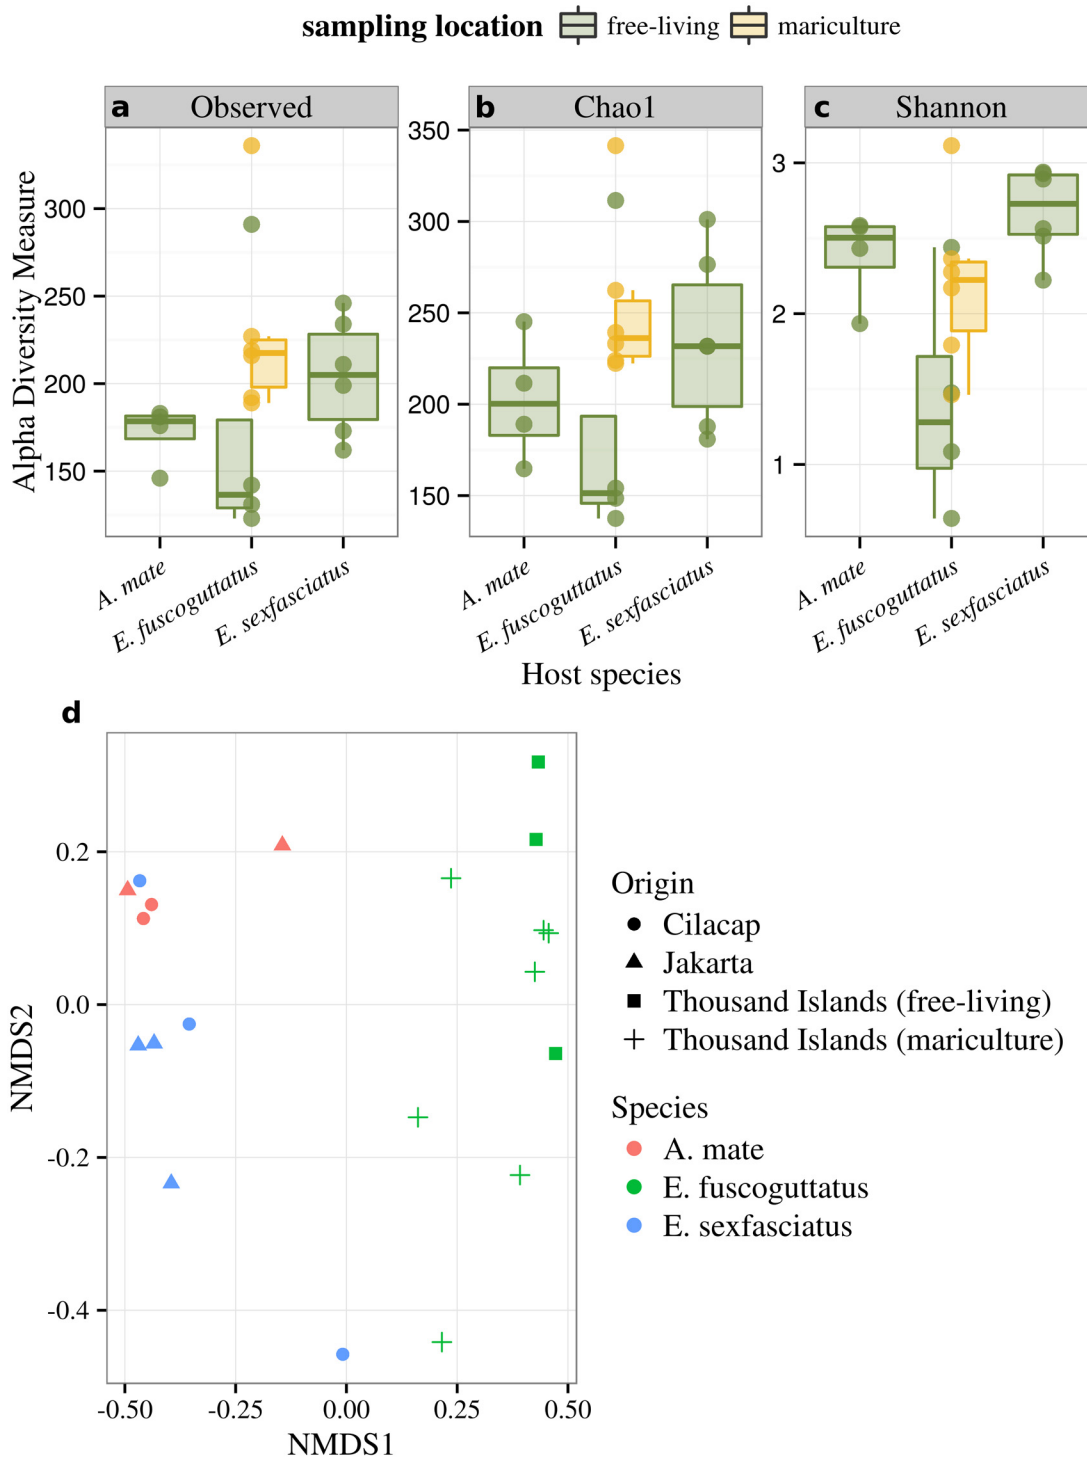 sampling location free-living mariculture
a Observed b Chao1 c Shannon
Alpha Diversity Measure
300
250
200
150
350
300
250
200
150
3
2
1
A. mate E. fuscoguttatus E. sexfasciatus
A. mate E. fuscoguttatus E. sexfasciatus
A. mate E. fuscoguttatus E. sexfasciatus
Host species
d
NMDS2
0.2
0.0
-0.2
-0.4
-0.50 -0.25 0.00 0.25 0.50
NMDS1
Origin
Cilacap
Jakarta
Thousand Islands (free-living)
Thousand Islands (mariculture)
Species
A. mate
E. fuscoguttatus
E. sexfasciatus